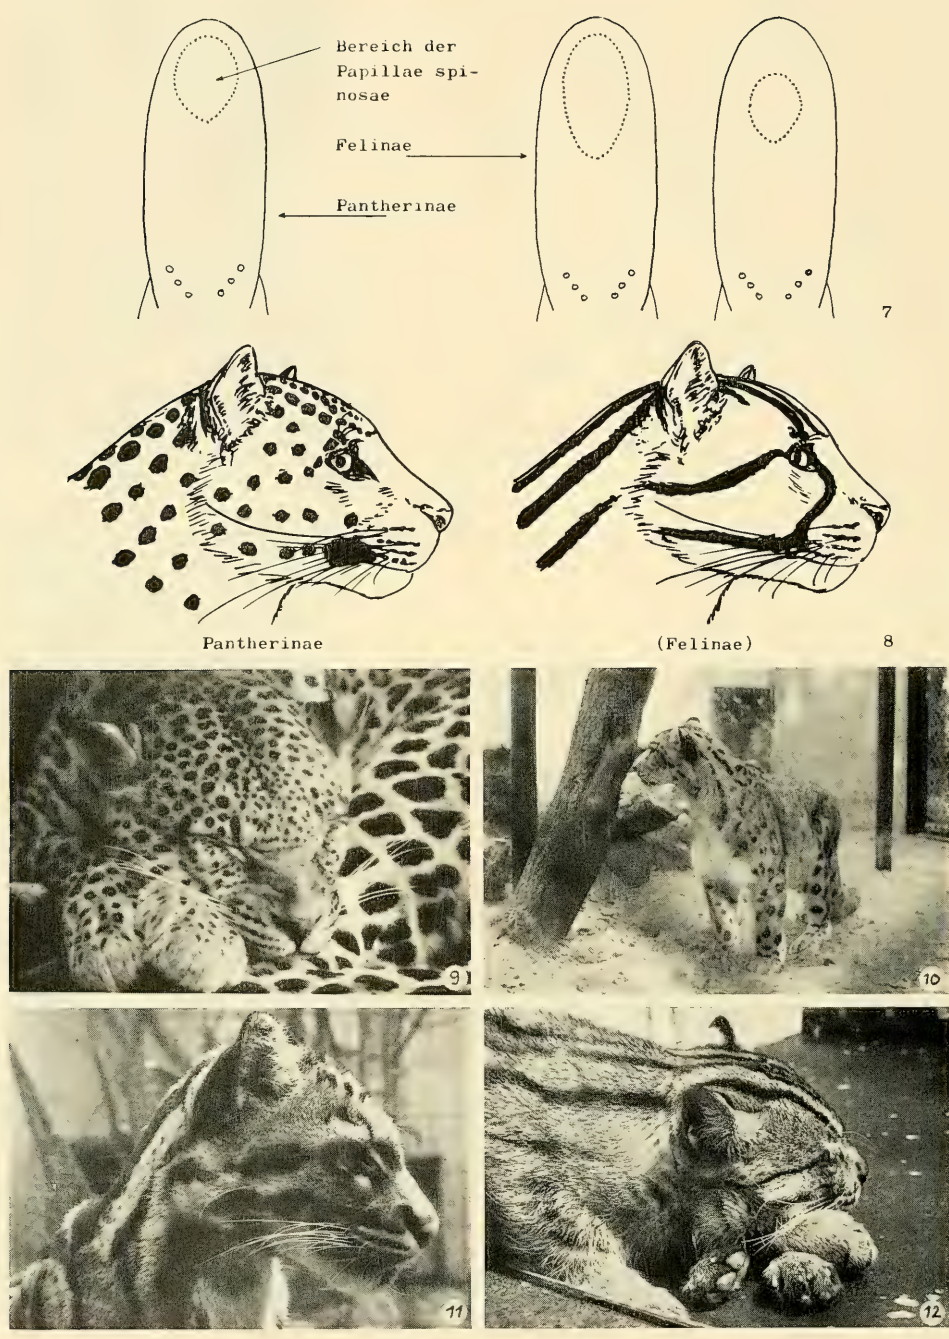 Bereich der
Papillae spi-
nosae
Felinae
Pantherinae
7
Pantherinae
(Felinae)
8
9
10
11
12